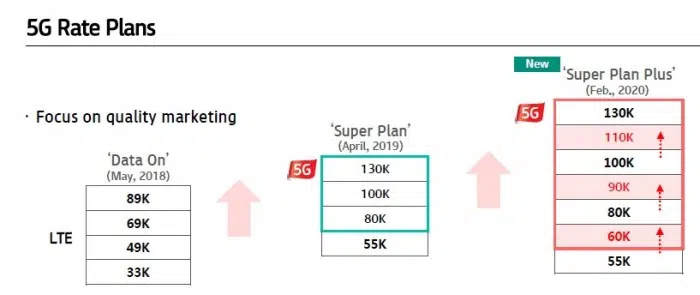 5G Rate Plans
· Focus on quality marketing
'Data On'
(May, 2018)
LTE
89K
69K
49K
33K
'Super Plan'
(April, 2019)
5G
130K
100K
80K
55K
New
'Super Plan Plus'
(Feb., 2020)
5G
130K
110K
100K
90K
80K
60K
55K